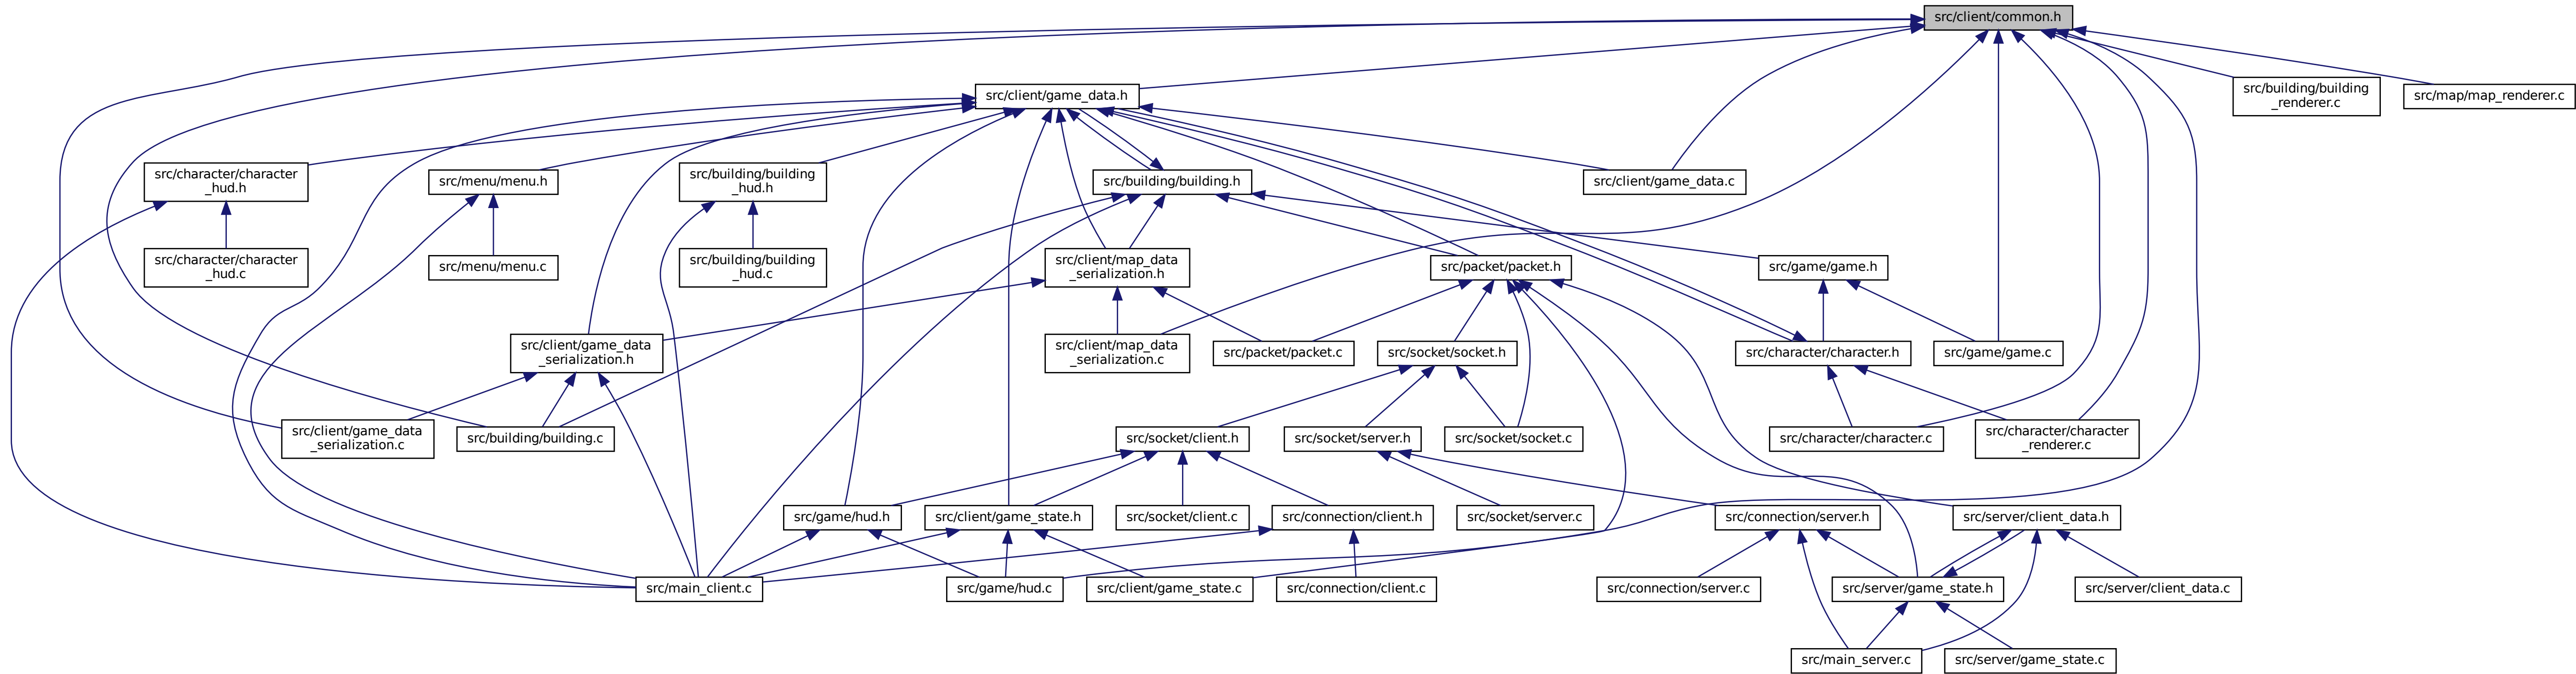 src/client/common.h
src/client/game_data.h
src/building/building
_renderer.c
src/map/map_renderer.c
src/character/character
_hud.h
src/menu/menu.h
src/building/building
_hud.h
src/building/building.h
src/client/game_data.c
src/character/character
_hud.c
src/menu/menu.c
src/building/building
_hud.c
src/client/map_data
_serialization.h
src/packet/packet.h
src/game/game.h
src/client/game_data
_serialization.h
src/client/map_data
_serialization.c
src/packet/packet.c
src/socket/socket.h
src/character/character.h
src/game/game.c
src/client/game_data
_serialization.c
src/building/building.c
src/socket/client.h
src/socket/server.h
src/socket/socket.c
src/character/character.c
src/character/character
_renderer.c
src/game/hud.h
src/client/game_state.h
src/socket/client.c
src/connection/client.h
src/socket/server.c
src/connection/server.h
src/server/client_data.h
src/main_client.c
src/game/hud.c
src/client/game_state.c
src/connection/client.c
src/connection/server.c
src/server/game_state.h
src/server/client_data.c
src/main_server.c
src/server/game_state.c